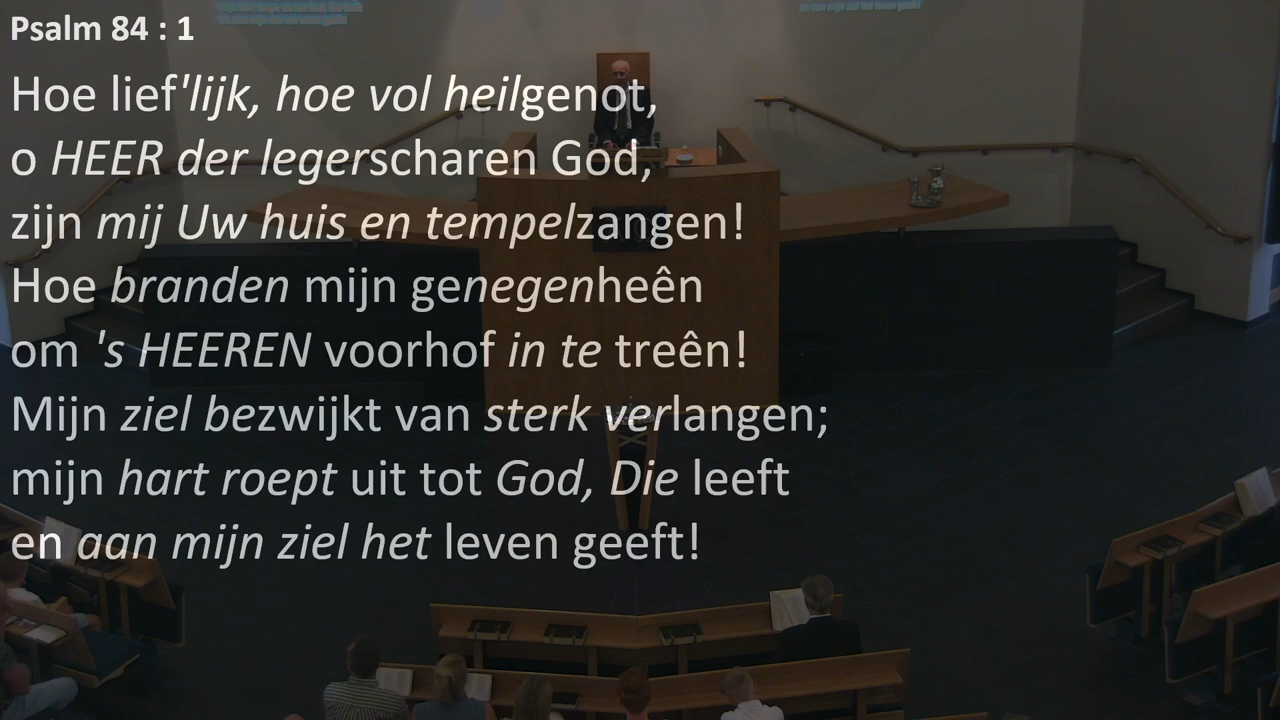 Psalm 84 : 1
Hoe lief'lijk, hoe vol heilgenot,
o HEER der legerscharen God,
zijn mij Uw huis en tempelzangen!
Hoe branden mijn genegenheên
om 's HEEREN voorhof in te treên!
Mijn ziel bezwijkt van sterk verlangen;
mijn hart roept uit tot God, Die leeft
en aan mijn ziel het leven geeft!